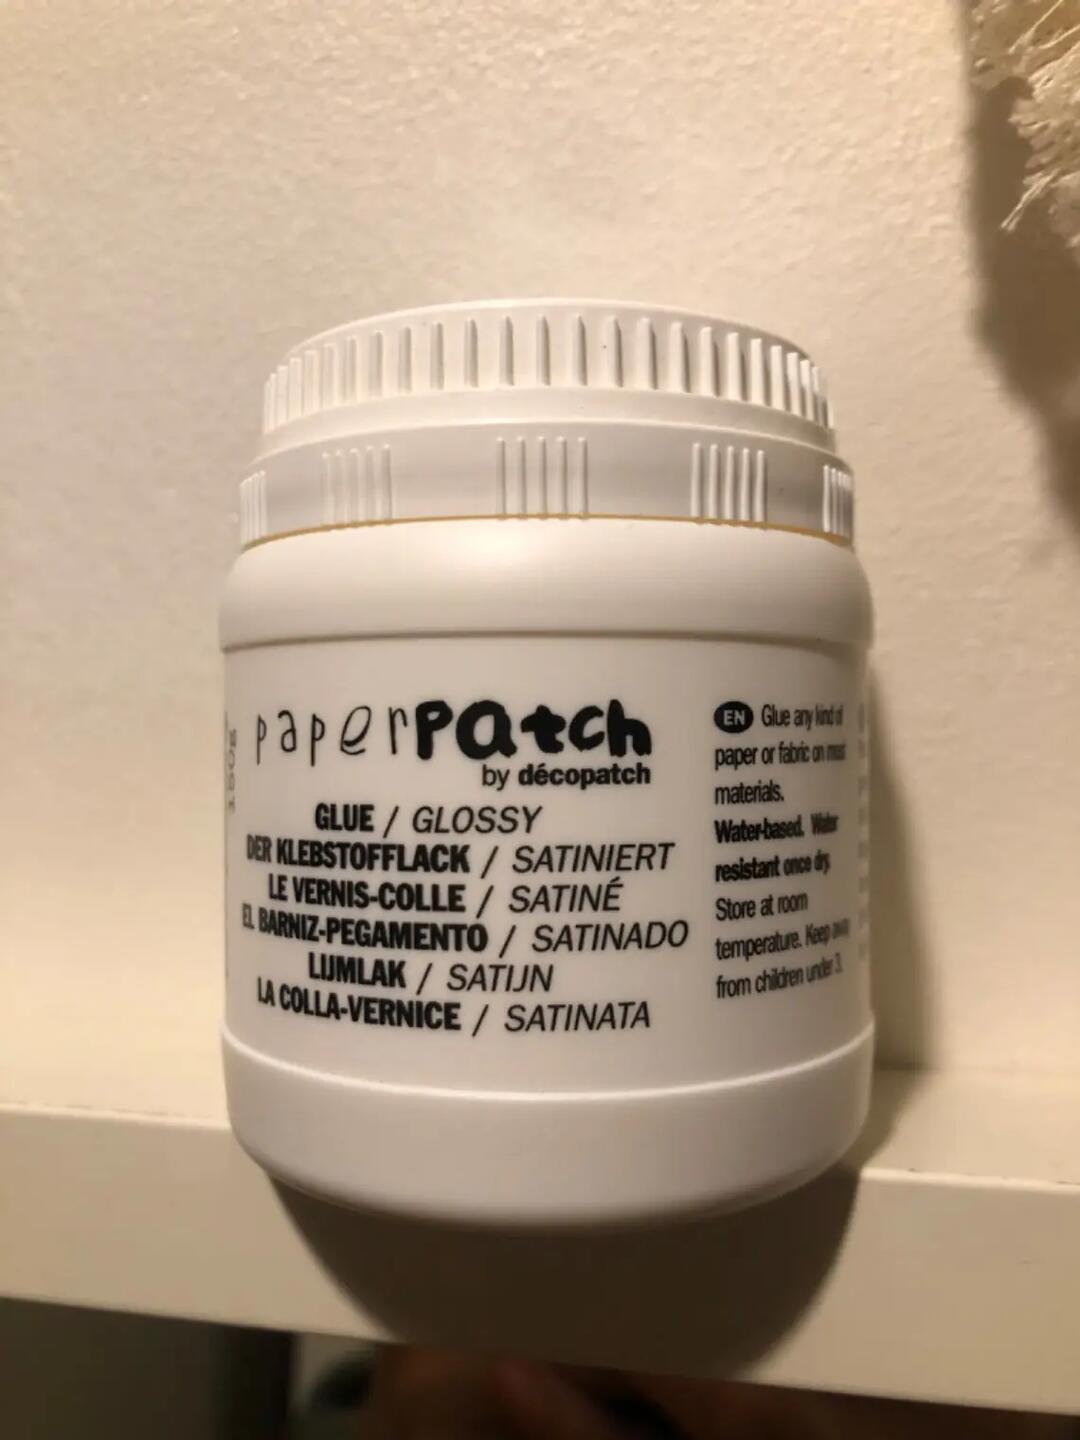 paperpatch
by décopatch
GLUE / GLOSSY
DER KLEBSTOFFLACK / SATINIERT
LE VERNIS-COLLE / SATINÉ
EL BARNIZ-PEGAMENTO / SATINADO
LIJMLAK / SATIJN
LA COLLA-VERNICE / SATINATA
EN Glue any kind of
paper or fabric on most
materials.
Water-based. Water
resistant once dry.
Store at room
temperature. Keep away
from children under 3.